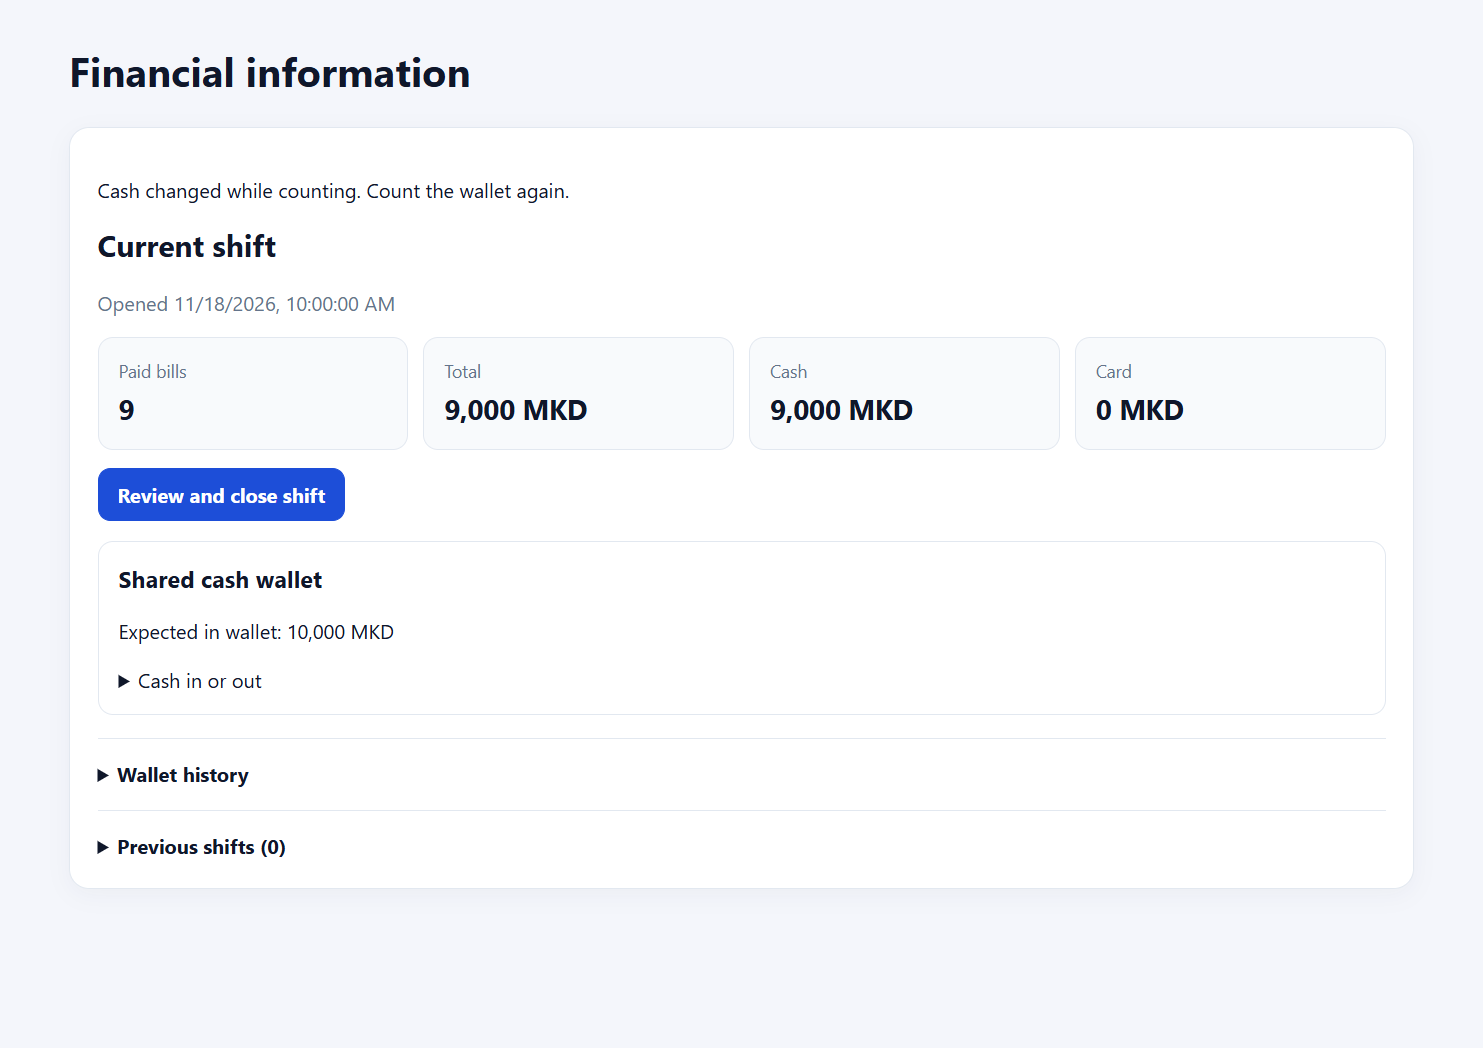 Financial information
Cash changed while counting. Count the wallet again.
Current shift
Opened 11/18/2026, 10:00:00 AM
Paid bills
9
Total
9,000 MKD
Cash
9,000 MKD
Card
0 MKD
Review and close shift
Shared cash wallet
Expected in wallet: 10,000 MKD
Cash in or out
Wallet history
Previous shifts (0)